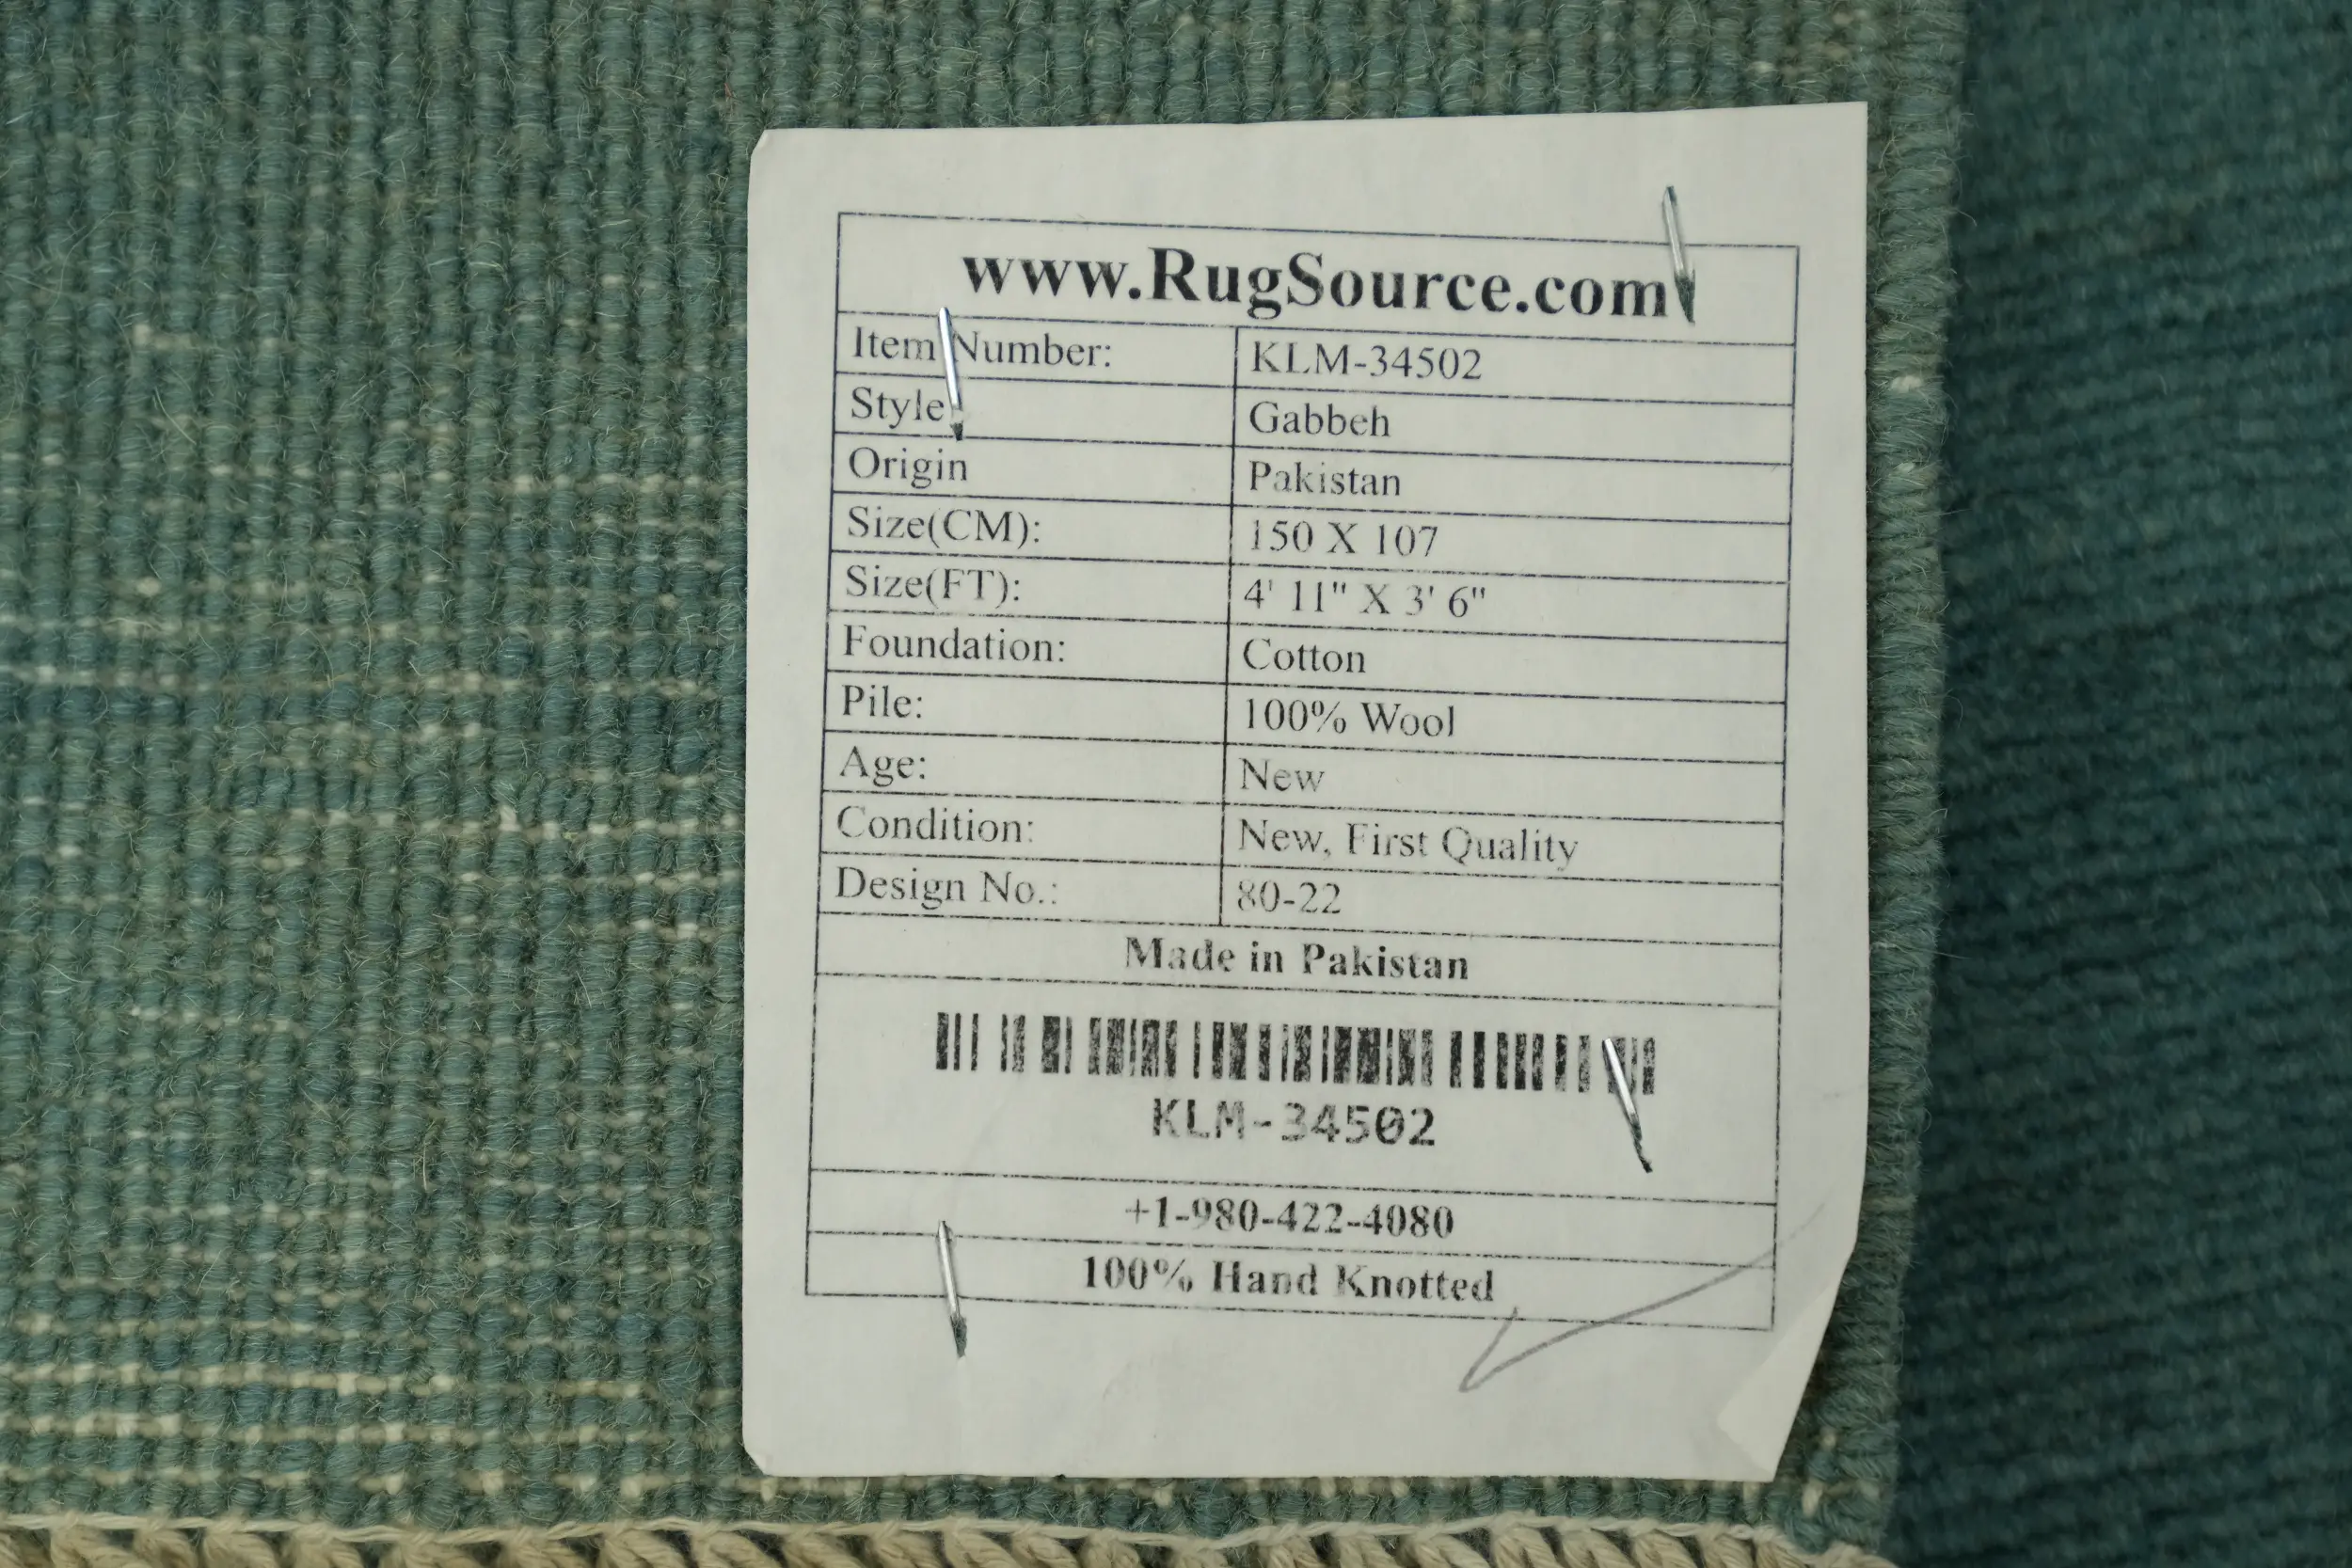 www.RugSource.com
Item Number: KLM-34502
Style: Gabbeh
Origin Pakistan
Size(CM): 150 X 107
Size(FT): 4' 11" X 3' 6"
Foundation: Cotton
Pile: 100% Wool
Age: New
Condition: New, First Quality
Design No.: 80-22
Made in Pakistan
KLM-34502
+1-980-422-4080
100% Hand Knotted